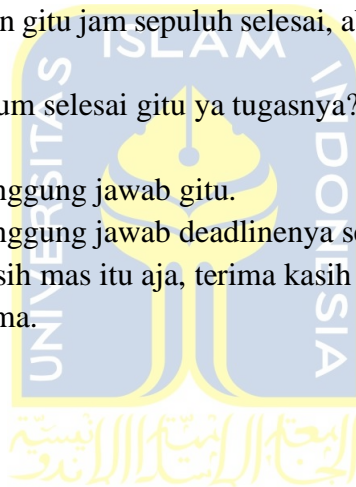 n gitu jam sepuluh selesai, a
ISLAM
um selesai gitu ya tugasnya?
nggung jawab gitu.
nggung jawab deadlinenya se
sih mas itu aja, terima kasih
ma.
UNIVERSITAS
INDONESIA